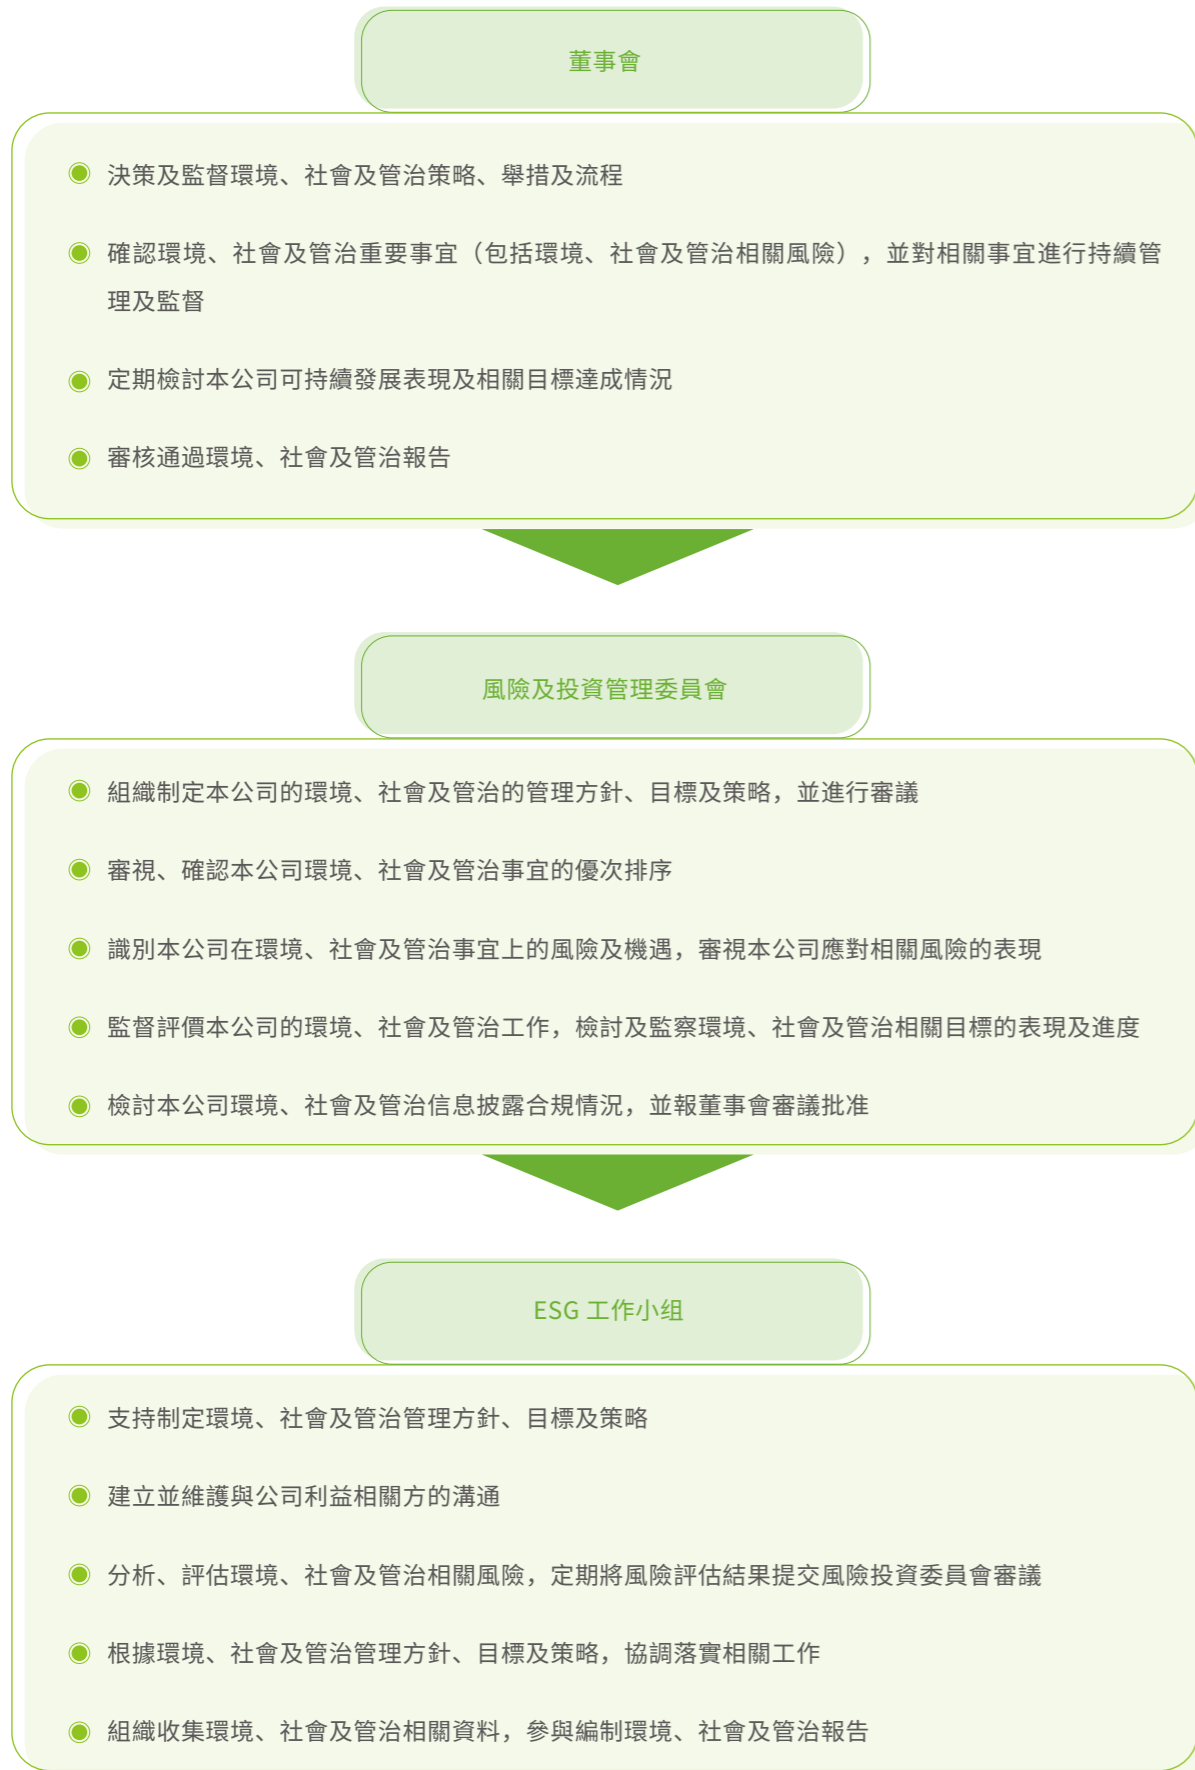 董事會
決策及監督環境、社會及管治策略、舉措及流程
確認環境、社會及管治重要事宜（包括環境、社會及管治相關風險），並對相關事宜進行持續管
理及監督
定期檢討本公司可持續發展表現及相關目標達成情況
審核通過環境、社會及管治報告
風險及投資管理委員會
組織制定本公司的環境、社會及管治的管理方針、目標及策略，並進行審議
審視、確認本公司環境、社會及管治事宜的優次排序
識別本公司在環境、社會及管治事宜上的風險及機遇，審視本公司應對相關風險的表現
監督評價本公司的環境、社會及管治工作，檢討及監察環境、社會及管治相關目標的表現及進度
檢討本公司環境、社會及管治信息披露合規情況，並報董事會審議批准
ESG 工作小组
支持制定環境、社會及管治管理方針、目標及策略
建立並維護與公司利益相關方的溝通
分析、評估環境、社會及管治相關風險，定期將風險評估結果提交風險投資委員會審議
根據環境、社會及管治管理方針、目標及策略，協調落實相關工作
組織收集環境、社會及管治相關資料，參與編制環境、社會及管治報告